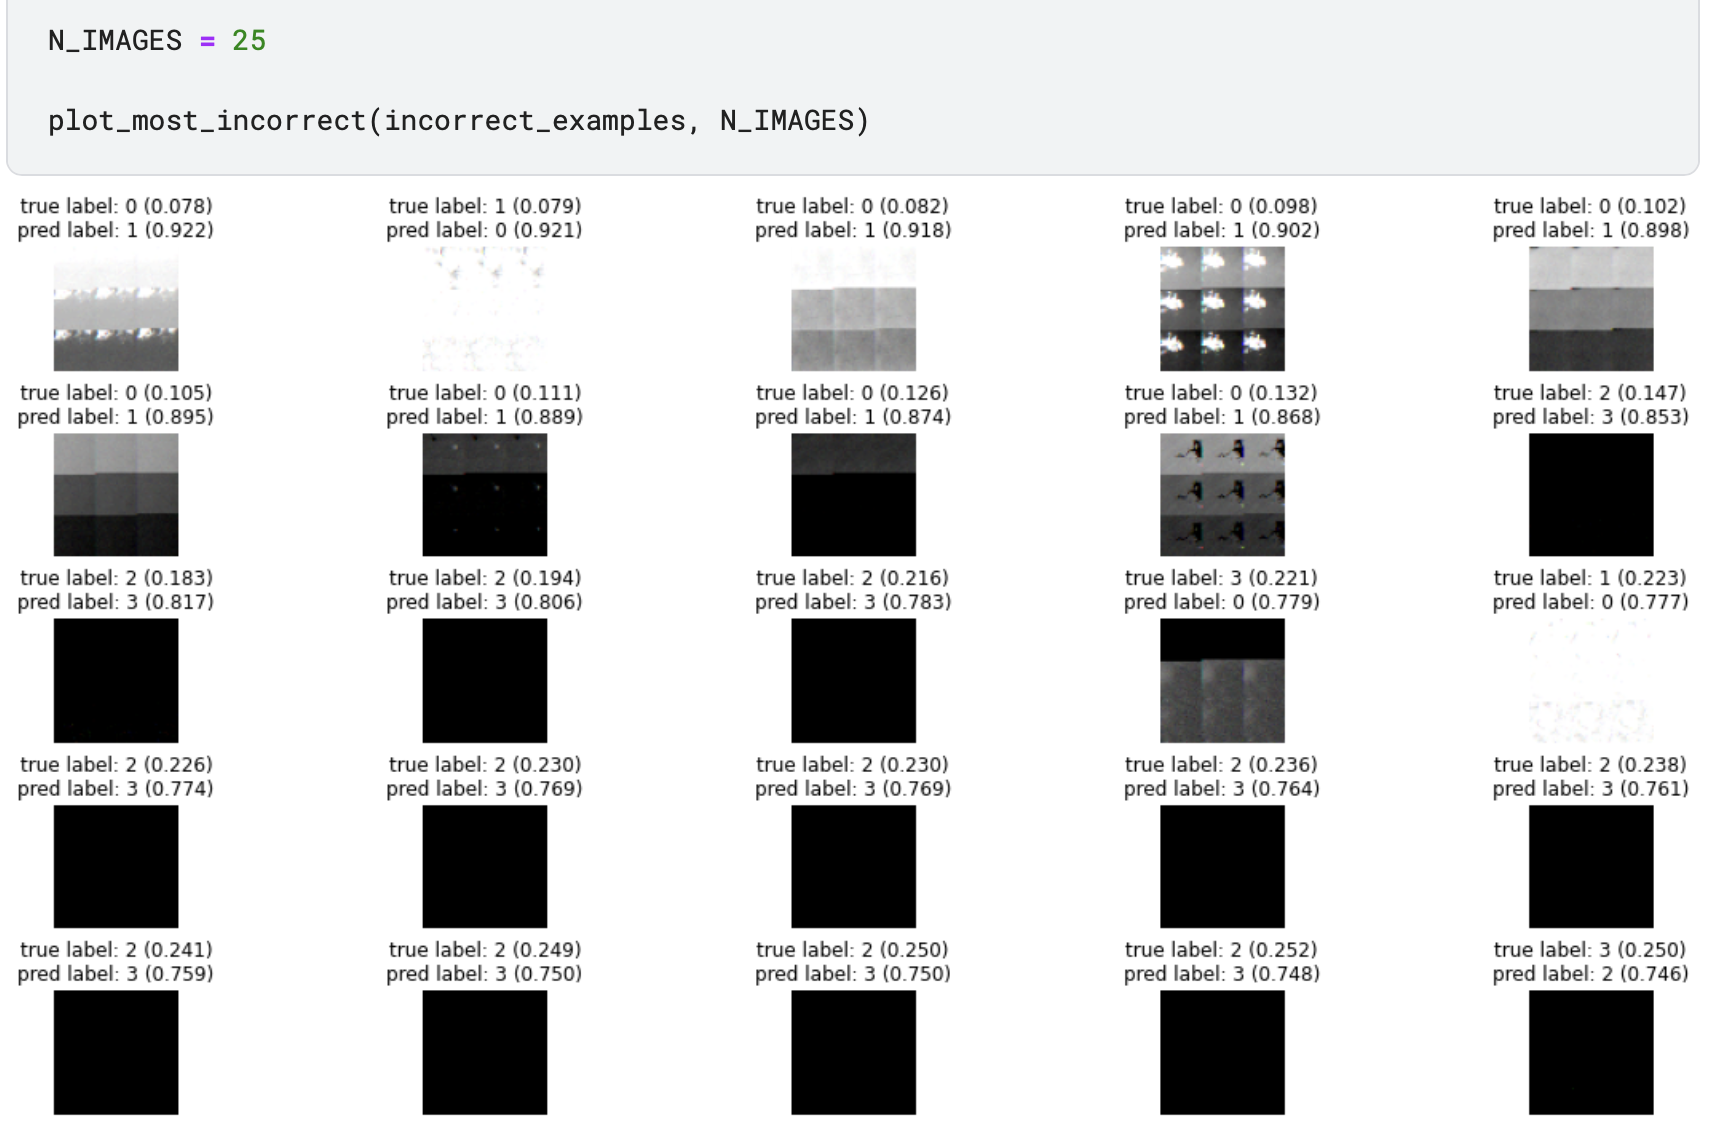 N_IMAGES = 25
plot_most_incorrect(incorrect_examples, N_IMAGES)
true label: 0 (0.078)
pred label: 1 (0.922)
true label: 1 (0.079)
pred label: 0 (0.921)
true label: 0 (0.082)
pred label: 1 (0.918)
true label: 0 (0.098)
pred label: 1 (0.902)
true label: 0 (0.102)
pred label: 1 (0.898)
true label: 0 (0.105)
pred label: 1 (0.895)
true label: 0 (0.111)
pred label: 1 (0.889)
true label: 0 (0.126)
pred label: 1 (0.874)
true label: 0 (0.132)
pred label: 1 (0.868)
true label: 2 (0.147)
pred label: 3 (0.853)
true label: 2 (0.183)
pred label: 3 (0.817)
true label: 2 (0.194)
pred label: 3 (0.806)
true label: 2 (0.216)
pred label: 3 (0.783)
true label: 3 (0.221)
pred label: 0 (0.779)
true label: 1 (0.223)
pred label: 0 (0.777)
true label: 2 (0.226)
pred label: 3 (0.774)
true label: 2 (0.230)
pred label: 3 (0.769)
true label: 2 (0.230)
pred label: 3 (0.769)
true label: 2 (0.236)
pred label: 3 (0.764)
true label: 2 (0.238)
pred label: 3 (0.761)
true label: 2 (0.241)
pred label: 3 (0.759)
true label: 2 (0.249)
pred label: 3 (0.750)
true label: 2 (0.250)
pred label: 3 (0.750)
true label: 2 (0.252)
pred label: 3 (0.748)
true label: 3 (0.250)
pred label: 2 (0.746)